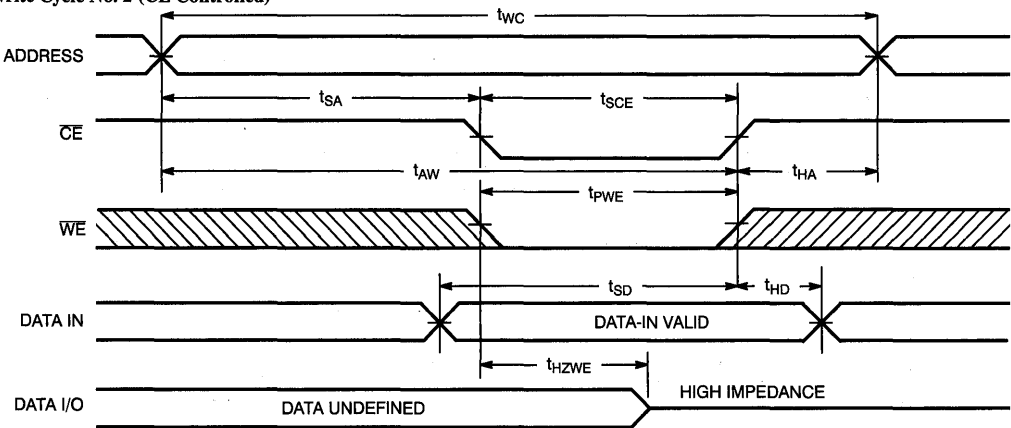 Write Cycle No. 2 (CE Controlled)
tWC
ADDRESS
tSA
tSCE
CE
tAW
tHA
tPWE
WE
tSD
tHD
DATA IN
DATA-IN VALID
tHZWE
DATA I/O
DATA UNDEFINED
HIGH IMPEDANCE